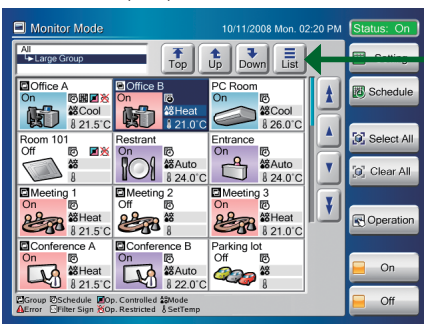 Monitor Mode 10/11/2008 Mon. 02:20 PM Status: On
All
Large Group
Top Up Down List
Setting
Schedule
Select All
Clear All
Operation
On
Off
Office A
On
Cool
21.5°C
Office B
On
Heat
21.0°C
PC Room
On
Cool
26.0°C
Room 101
Off
Restrant
On
Auto
24.0°C
Entrance
On
Auto
24.0°C
Meeting 1
On
Heat
21.5°C
Meeting 2
Off
Meeting 3
On
Heat
21.0°C
Conference A
On
Heat
21.5°C
Conference B
On
Auto
22.0°C
Parking lot
Off
Group Schedule Op. Controlled Mode
Error Filter Sign Op. Restricted SetTemp